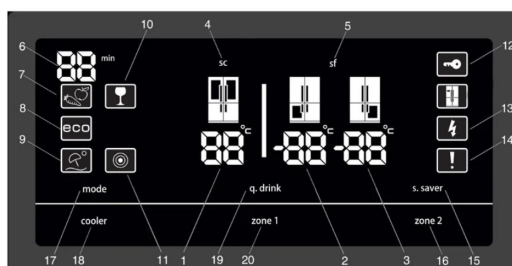 4 5
10
sc sf
6 88 min 12
7
8 eco
°C °C °C
88 -88 -88 13
9 14
mode q. drink s. saver
cooler zone 1 zone 2
17 18 11 1 19 20 2 3 16 15